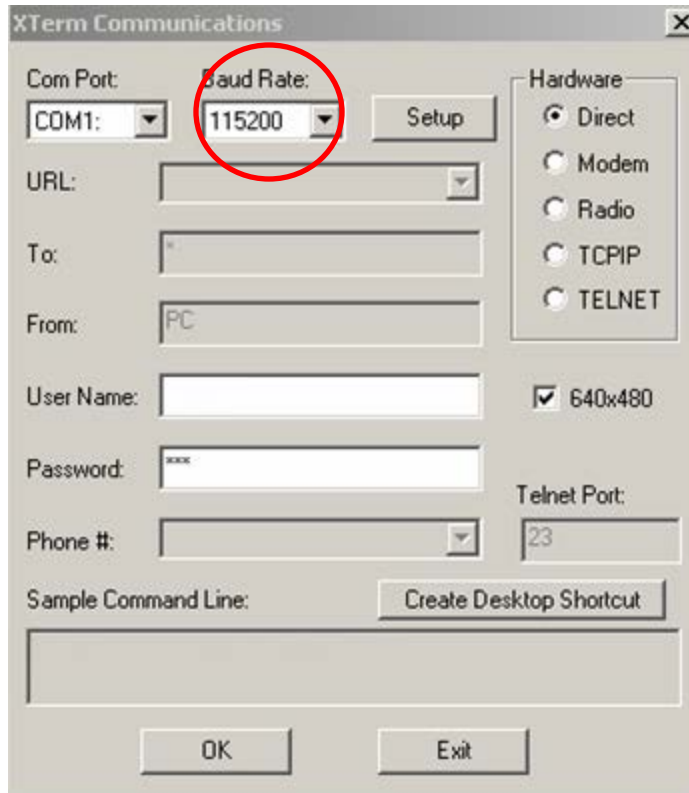 XTerm Communications
Com Port:
Baud Rate:
Hardware
COM1:
115200
Setup
Direct
Modem
Radio
TCPIP
TELNET
URL:
To:
*
From:
PC
User Name:
640x480
Password:
***
Telnet Port:
Phone #:
23
Sample Command Line:
Create Desktop Shortcut
OK
Exit